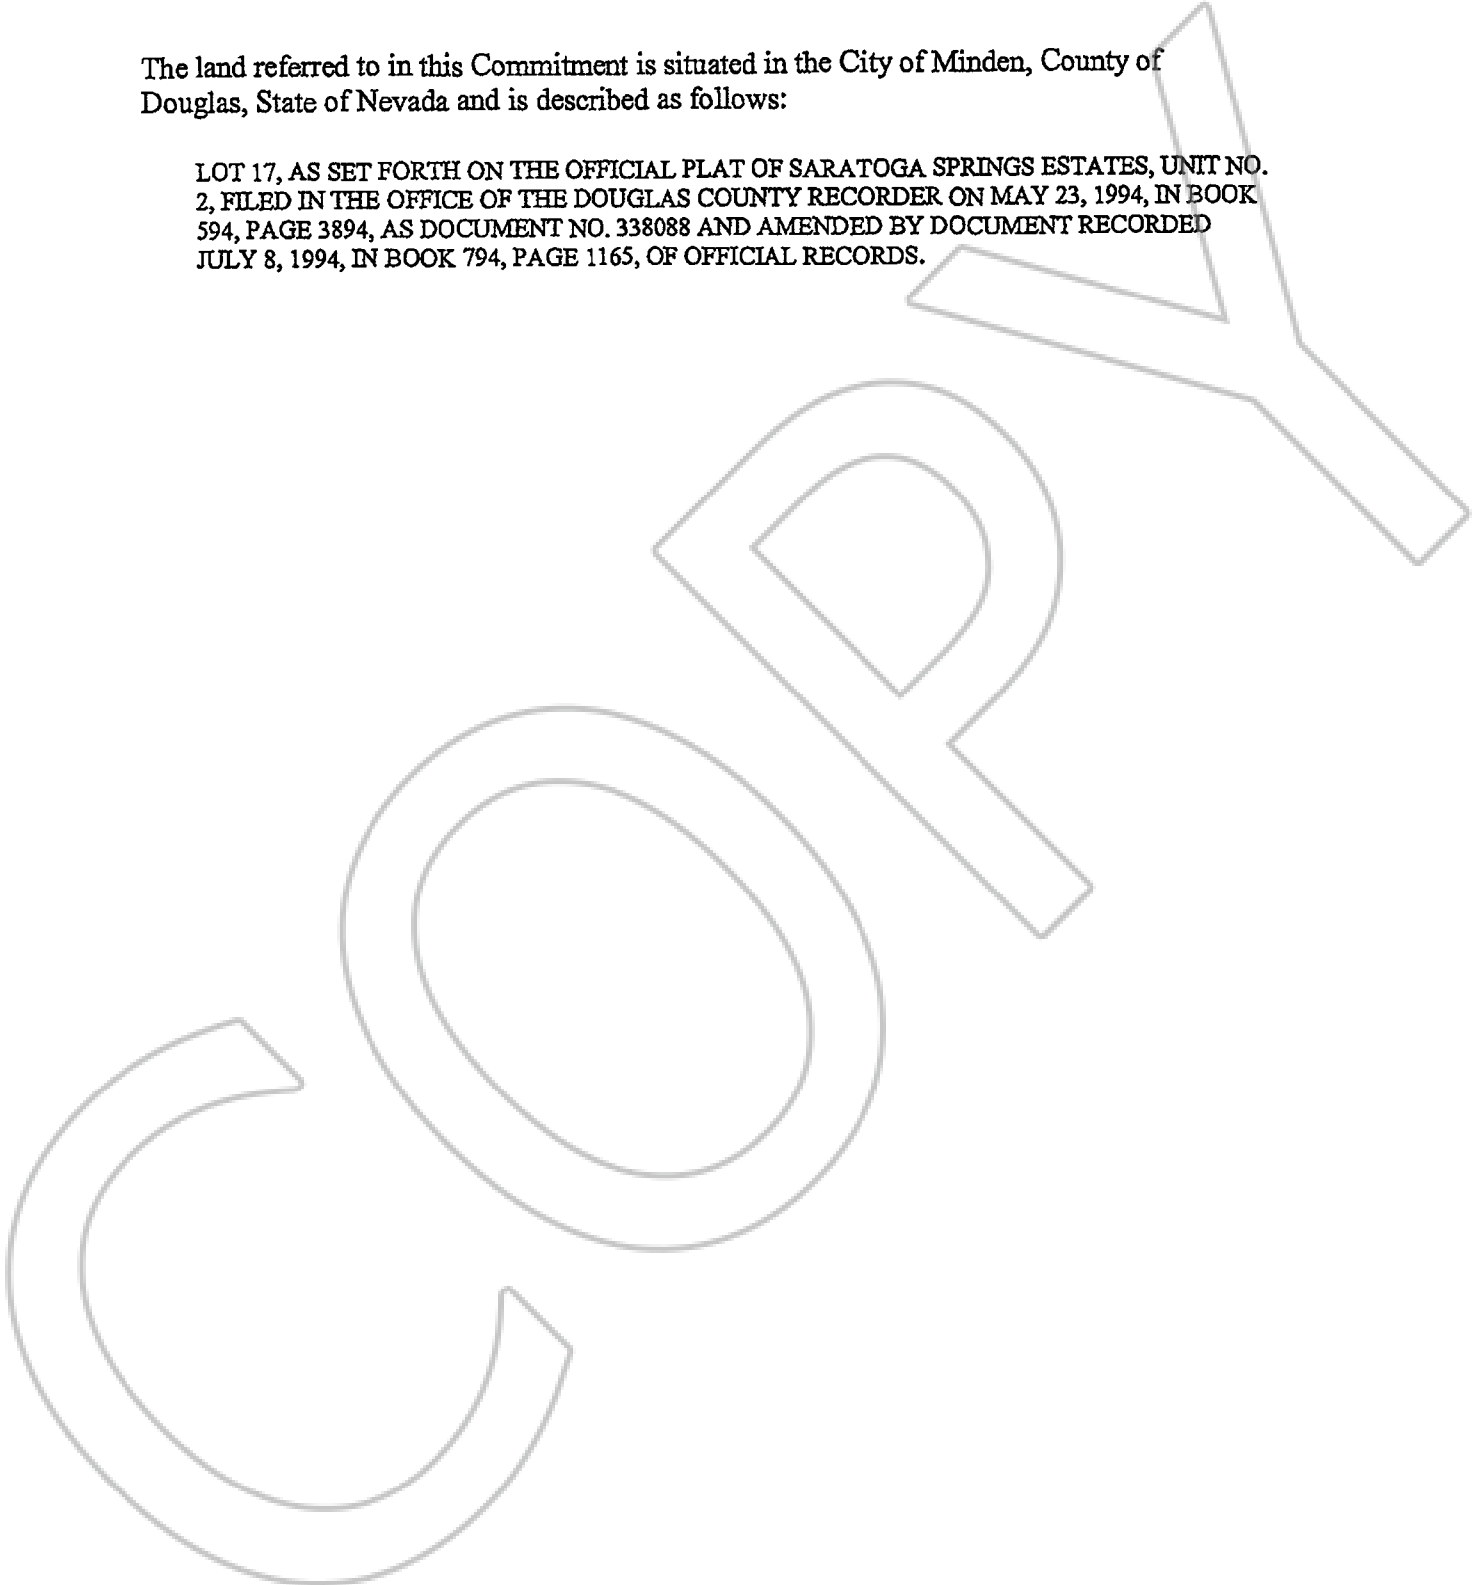 The land referred to in this Commitment is situated in the City of Minden, County of
Douglas, State of Nevada and is described as follows:
LOT 17, AS SET FORTH ON THE OFFICIAL PLAT OF SARATOGA SPRINGS ESTATES, UNIT NO.
2, FILED IN THE OFFICE OF THE DOUGLAS COUNTY RECORDER ON MAY 23, 1994, IN BOOK
594, PAGE 3894, AS DOCUMENT NO. 338088 AND AMENDED BY DOCUMENT RECORDED
JULY 8, 1994, IN BOOK 794, PAGE 1165, OF OFFICIAL RECORDS.
COPY